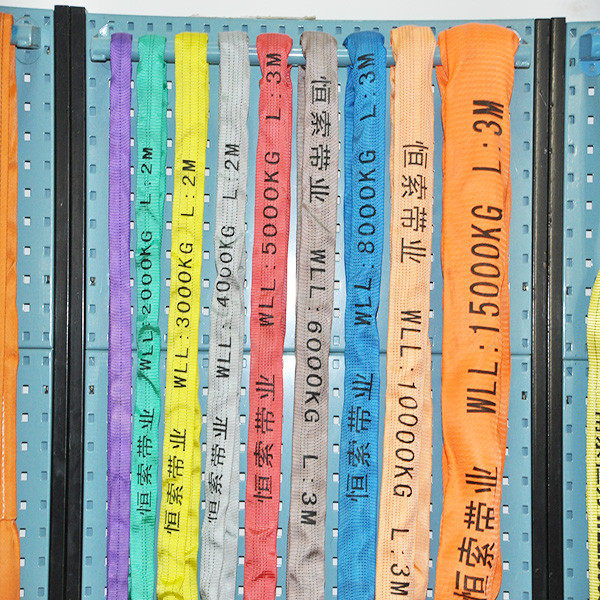 恒索带业 WLL:2000KG L:2M
恒索带业 WLL:3000KG L:2M
恒索带业 WLL:4000KG L:2M
恒索带业 WLL:5000KG L:3M
恒索带业 WLL:6000KG L:3M
恒索带业 WLL:8000KG L:3M
恒索带业 WLL:10000KG L:3M
恒索带业 WLL:15000KG L:3M